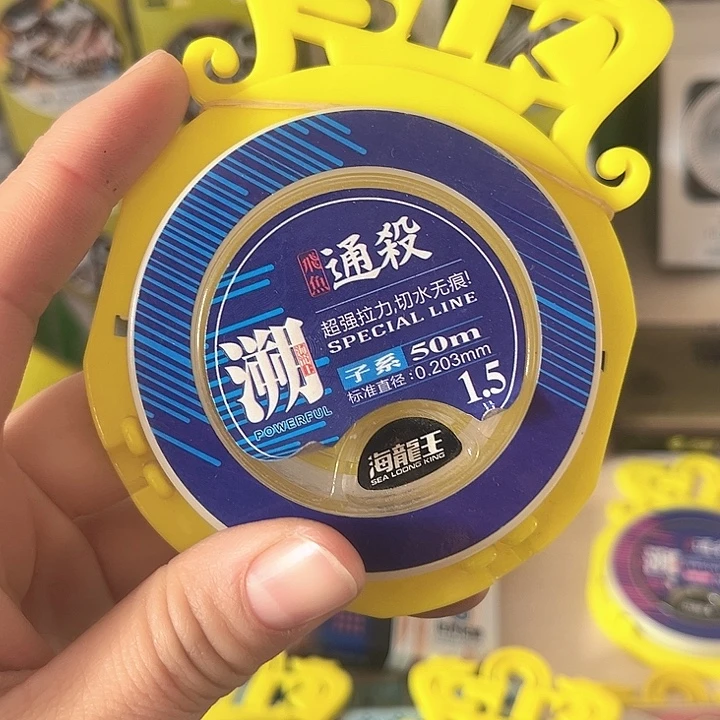 飛魚 通殺
超强拉力,切水无痕!
SPECIAL LINE
子系 50m
标准直径:0.203mm
1.5
溯
POWERFUL
海龍王
SEA LOONG KING
溯